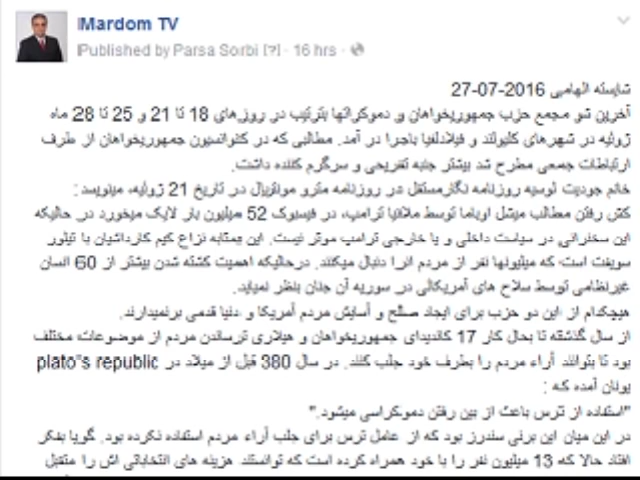 Mardom TV
Published by Parsa Sorbi [?] · 16 hrs ·
شایسته الهامی 2016-07-27
آخرین شو مجمع حزب جمهوریخواهان و دموکراتها بترتیب در روزهای 18 تا 21 و 25 تا 28 ماه
ژوئیه در شهرهای کلیولند و فیلادلفیا باجرا در آمد. مطالبی که در کنوانسیون جمهوریخواهان از طرف
ارتباطات جمعی مطرح شد بیشتر جنبه تفریحی و سرگرم کننده داشت.
خانم جودیت لوسیه روزنامه نگارمستقل در روزنامه مترو مونتریال در تاریخ 21 ژوئیه، مینویسد :
کش رفتن مطالب میشل اوباما توسط ملانیا ترامپ، در فیسبوک 52 میلیون بار لایک میخورد در حالیکه
این سخنرانی در سیاست داخلی و یا خارجی ترامپ موثر نیست. این بمثابه نزاع کیم کارداشیان با تیلور
سویفت است که میلیونها نفر از مردم انرا دنبال میکنند. درحالیکه اهمیت کشته شدن بیشتر از 60 انسان
غیرنظامی توسط سلاح های آمریکائی در سوریه آن چنان بنظر نمیاید.
هیچکدام از این دو حزب برای ایجاد صلح و آسایش مردم آمریکا و دنیا قدمی برنمیدارند.
از سال گذشته تا بحال کار 17 کاندیدای جمهوریخواهان و هیلاری ترساندن مردم از موضوعات مختلف
بود تا بتوانند آراء مردم را بطرف خود جلب کنند. در سال 380 قبل از میلاد در plato"s republic
یونان آمده که :
"استفاده از ترس باعث از بین رفتن دموکراسی میشود."
در این میان این برنی سندرز بود که از عامل ترس برای جلب آراء مردم استفاده نکرده بود. گویا بفکر
افتاد حالا که 13 میلیون نفر را با خود همراه کرده است که توانستند هزینه های انتخاباتی اش را متقبل